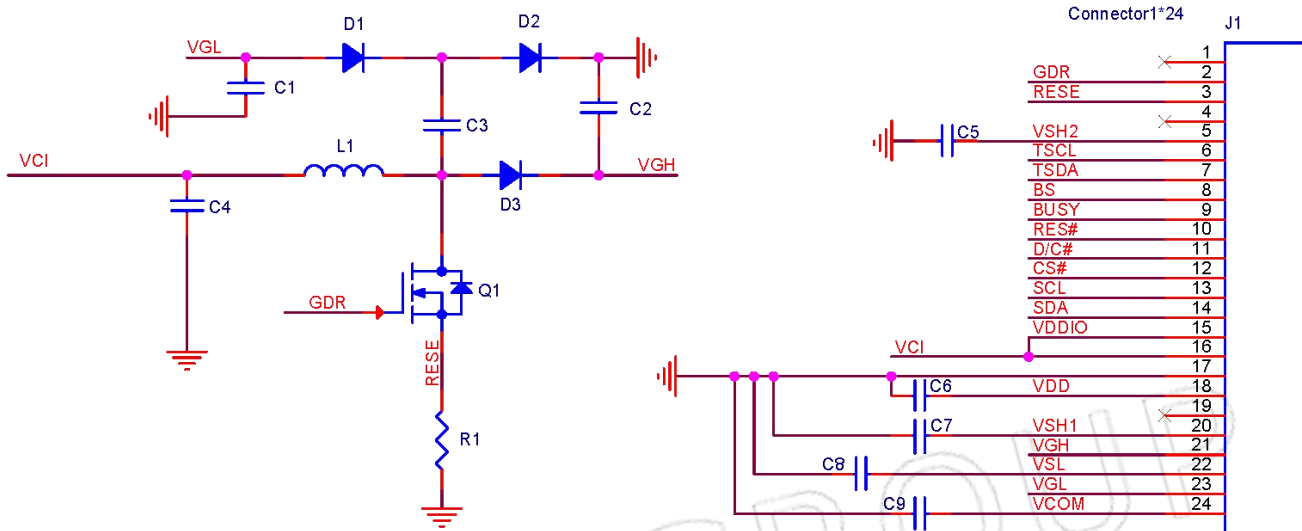 Connector1*24
J1
D1
D2
VGL
C1
C2
C3
VCI
L1
VGH
D3
C4
Q1
GDR
RESE
R1
1
GDR 2
RESE 3
4
C5 VSH2 5
TSCL 6
TSDA 7
BS 8
BUSY 9
RES# 10
D/C# 11
CS# 12
SCL 13
SDA 14
VDDIO 15
VCI 16
17
C6 VDD 18
19
C7 VSH1 20
VGH 21
C8 VSL 22
VGL 23
C9 VCOM 24